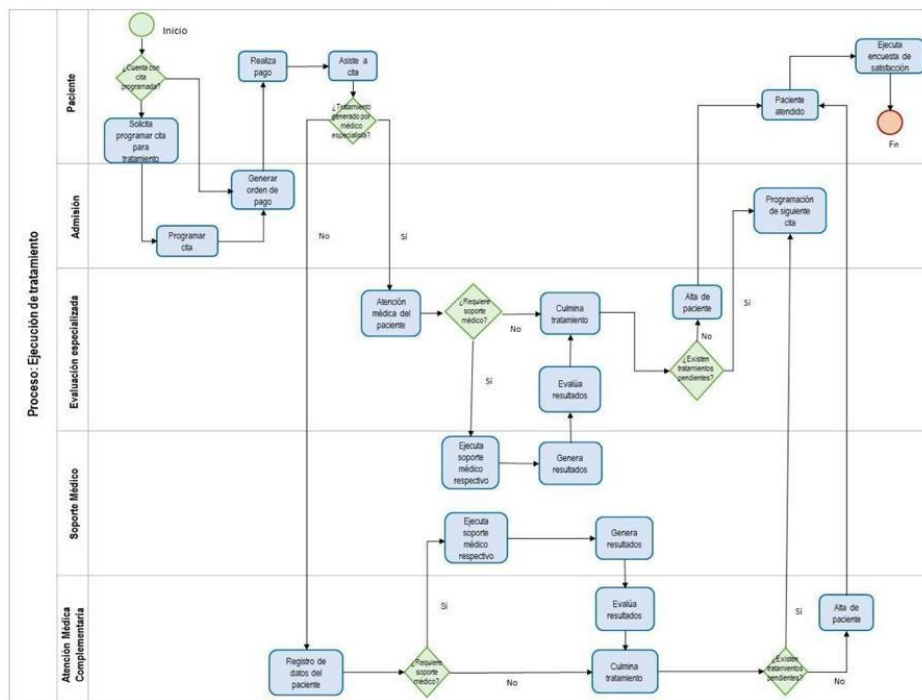 Proceso: Ejecución de tratamiento
Paciente
Inicio
¿Cuenta con
cita
programada?
Solicita
programar cita
para
tratamiento
Realiza
pago
Asiste a
cita
¿Tratamiento
generado por
médico
especialista?
Paciente
atendido
Ejecuta
encuesta de
satisfacción
Fin
Admisión
Programar
cita
Generar
orden de
pago
No
Sí
Programación
de siguiente
cita
Evaluación especializada
Atención
médica del
paciente
¿Requiere
soporte
médico?
No
Sí
Culmina
tratamiento
Evalúa
resultados
Alta de
paciente
No
Sí
¿Existen
tratamientos
pendientes?
Soporte Médico
Ejecuta
soporte
médico
respectivo
Genera
resultados
Ejecuta
soporte
médico
respectivo
Genera
resultados
Atención Médica
Complementaria
Registro de
datos del
paciente
¿Requiere
soporte
médico?
Sí
No
Evalúa
resultados
Culmina
tratamiento
¿Existen
tratamientos
pendientes?
Sí
No
Alta de
paciente